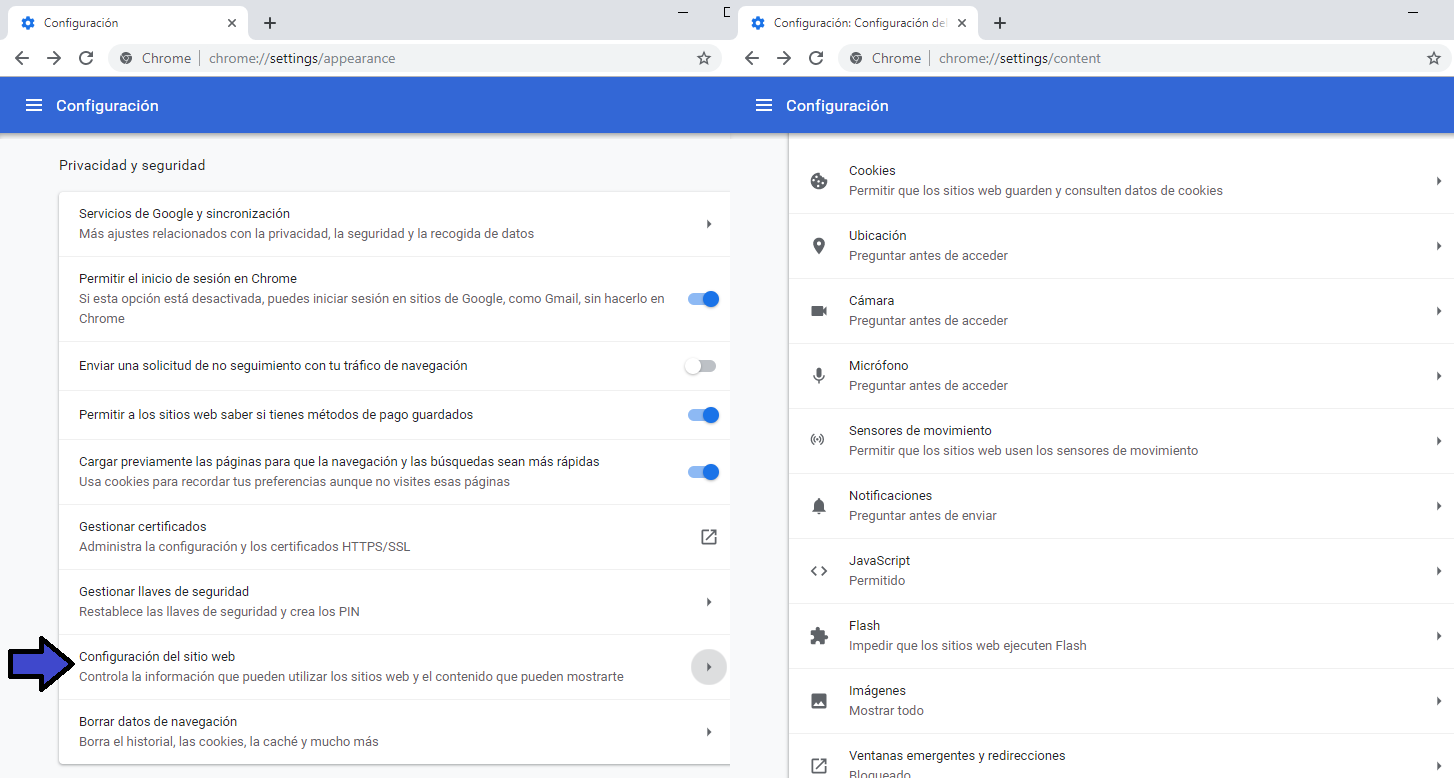 Configuración
Chrome
chrome://settings/appearance
Configuración
Privacidad y seguridad
Servicios de Google y sincronización
Más ajustes relacionados con la privacidad, la seguridad y la recogida de datos
Permitir el inicio de sesión en Chrome
Si esta opción está desactivada, puedes iniciar sesión en sitios de Google, como Gmail, sin hacerlo en
Chrome
Enviar una solicitud de no seguimiento con tu tráfico de navegación
Permitir a los sitios web saber si tienes métodos de pago guardados
Cargar previamente las páginas para que la navegación y las búsquedas sean más rápidas
Usa cookies para recordar tus preferencias aunque no visites esas páginas
Gestionar certificados
Administra la configuración y los certificados HTTPS/SSL
Gestionar llaves de seguridad
Restablece las llaves de seguridad y crea los PIN
Configuración del sitio web
Controla la información que pueden utilizar los sitios web y el contenido que pueden mostrarte
Borrar datos de navegación
Borra el historial, las cookies, la caché y mucho más
Configuración: Configuración del
Chrome
chrome://settings/content
Configuración
Cookies
Permitir que los sitios web guarden y consulten datos de cookies
Ubicación
Preguntar antes de acceder
Cámara
Preguntar antes de acceder
Micrófono
Preguntar antes de acceder
Sensores de movimiento
Permitir que los sitios web usen los sensores de movimiento
Notificaciones
Preguntar antes de enviar
JavaScript
Permitido
Flash
Impedir que los sitios web ejecuten Flash
Imágenes
Mostrar todo
Ventanas emergentes y redirecciones
Bloqueado